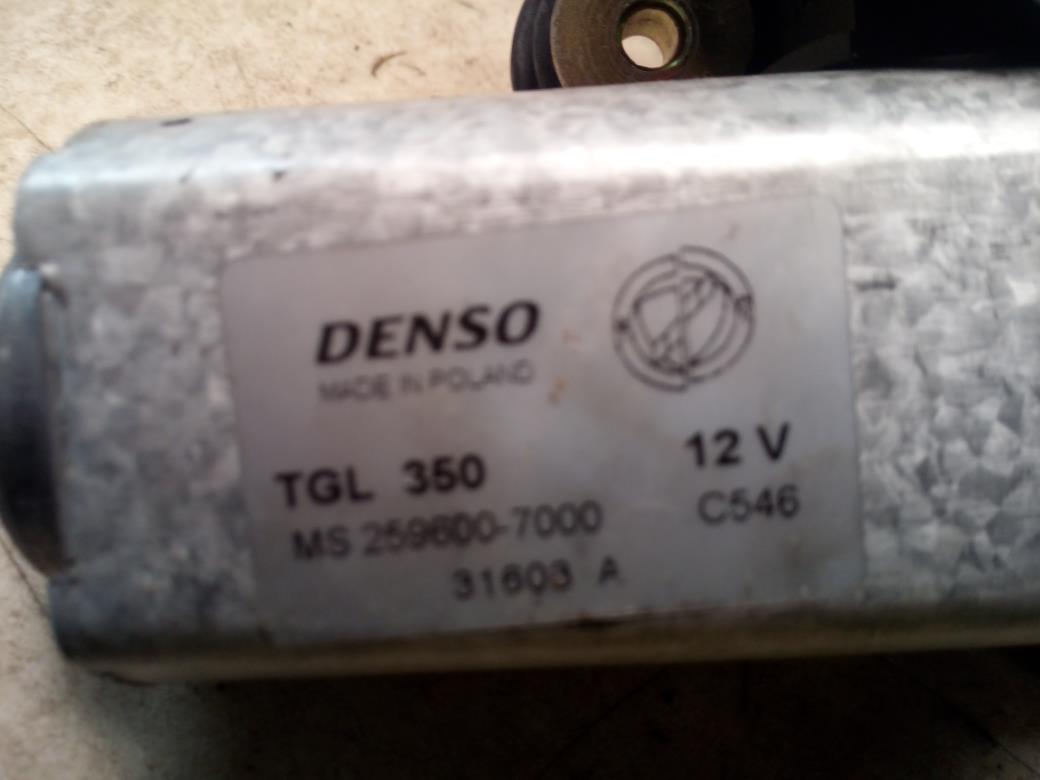 DENSO
MADE IN POLAND
TGL 350 12 V
MS 259600-7000 C546
31603 A